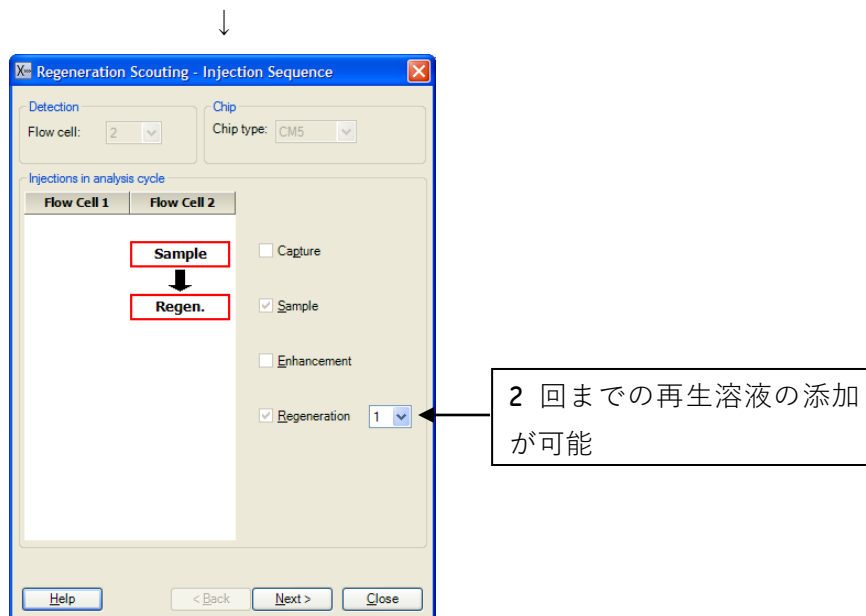 ↓
X Regeneration Scouting - Injection Sequence
Detection
Chip
Flow cell: 2
Chip type: CM5
Injections in analysis cycle
Flow Cell 1 Flow Cell 2
Sample
Capture
Regen.
Sample
Enhancement
Regeneration 1
2 回までの再生溶液の添加
が可能
Help < Back Next > Close